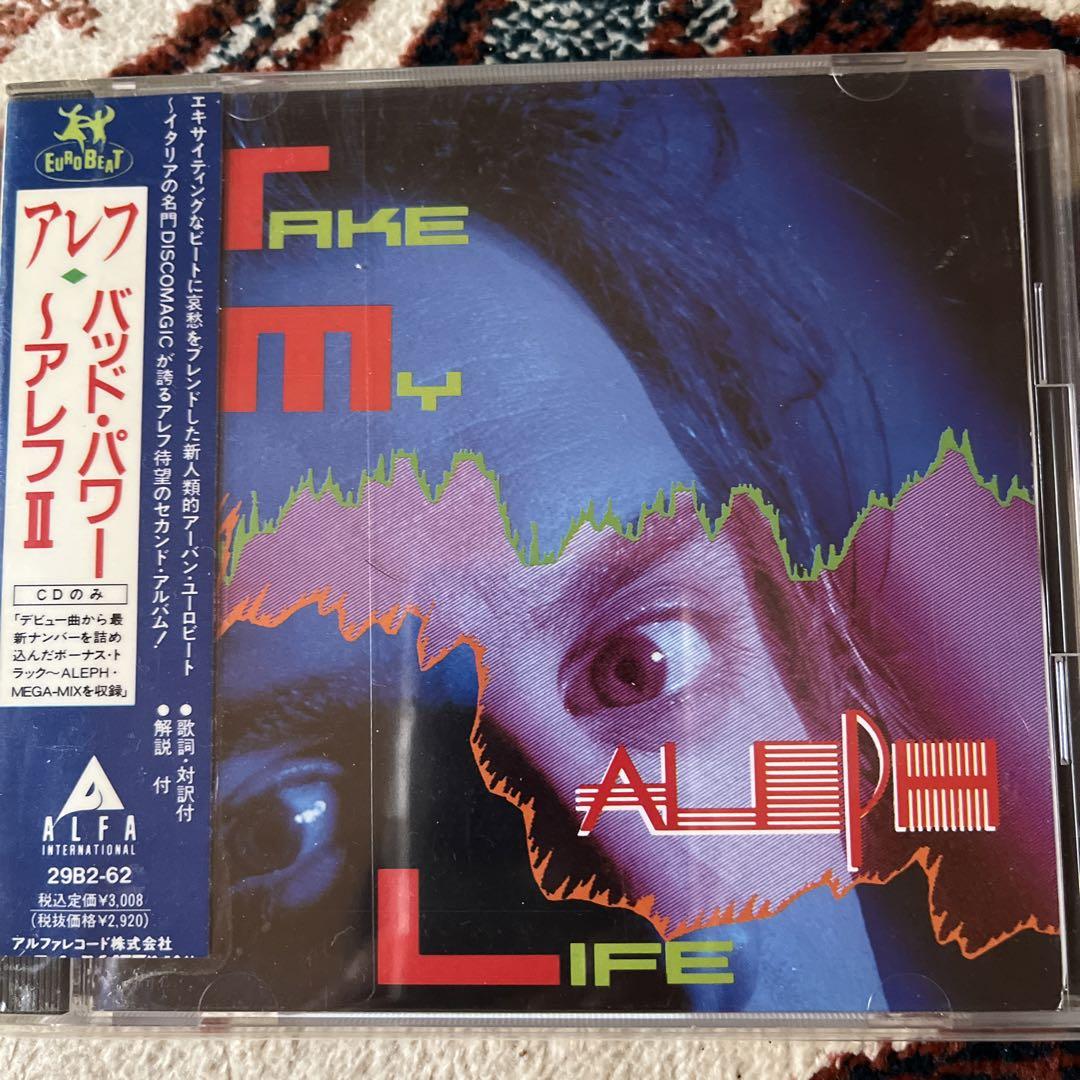 EURO BEAT
アレフ◆バッド・パワー
～アレフⅡ
CDのみ
「デビュー曲から最
新ナンバーを詰め
込んだボーナス・ト
ラック～ALEPH・
MEGA-MIXを収録」
エキサイティングなビートに哀愁をブレンドした新人類的アーバン・ユーロビート
～イタリアの名門DISCOMAGICが誇るアレフ待望のセカンド・アルバム!
●歌詞・対訳付
●解説 付
ALFA
INTERNATIONAL
29B2-62
税込定価¥3,008
(税抜価格¥2,920)
アルファレコード株式会社
TAKE
MY
LIFE
ALEPH